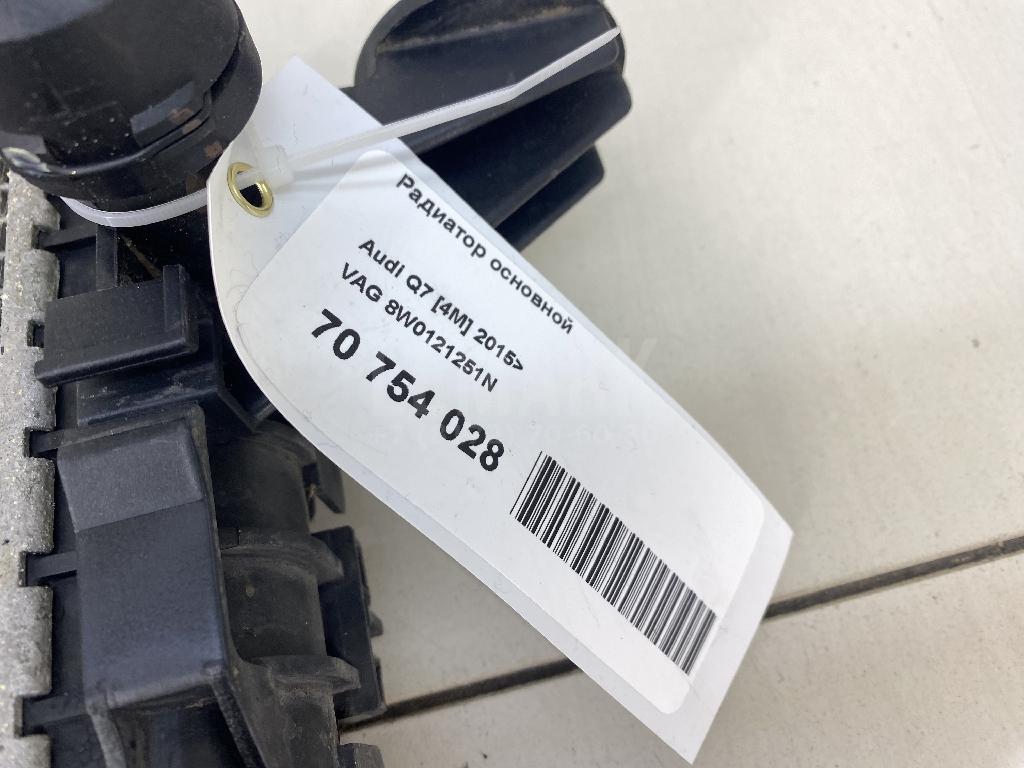 Радиатор основной
Audi Q7 [4M] 2015>
VAG 8W0121251N
70 754 028